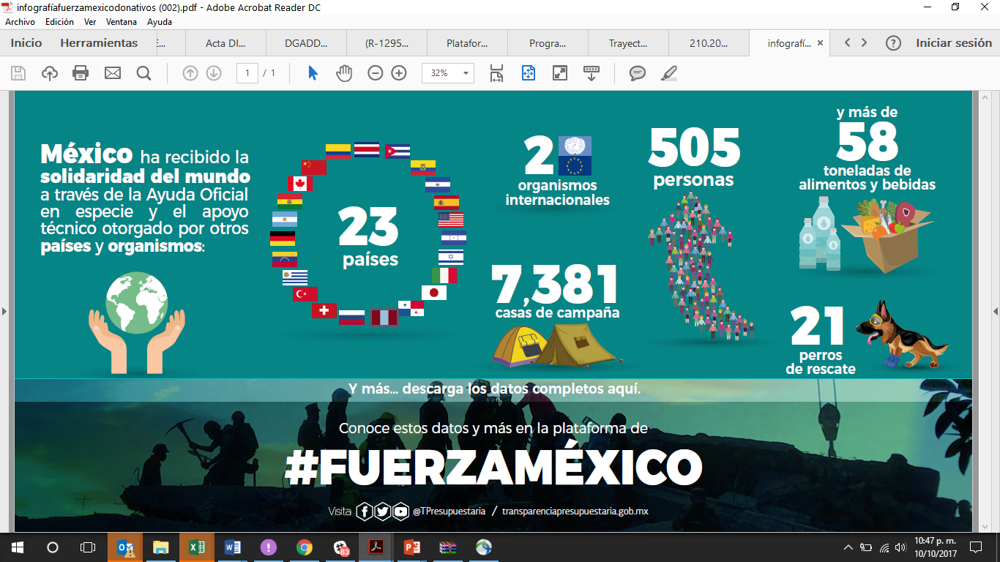 infografíafuerzamexicodonativos (002).pdf - Adobe Acrobat Reader DC
Archivo Edición Ver Ventana Ayuda
Inicio Herramientas E... Acta DI... DGADD... (R-1295... Platafor... Progra... Trayect... 210.20... infografí... × Iniciar sesión
1 / 1 32%
México ha recibido la
solidaridad del mundo
a través de la Ayuda Oficial
en especie y el apoyo
técnico otorgado por otros
países y organismos:
23
países
2
organismos
internacionales
7,381
casas de campaña
505
personas
y más de
58
toneladas de
alimentos y bebidas
21
perros
de rescate
Y más... descarga los datos completos aquí.
Conoce estos datos y más en la plataforma de
#FUERZAMÉXICO
Visita @TPresupuestaria / transparenciapresupuestaria.gob.mx
83
10:47 p. m.
10/10/2017